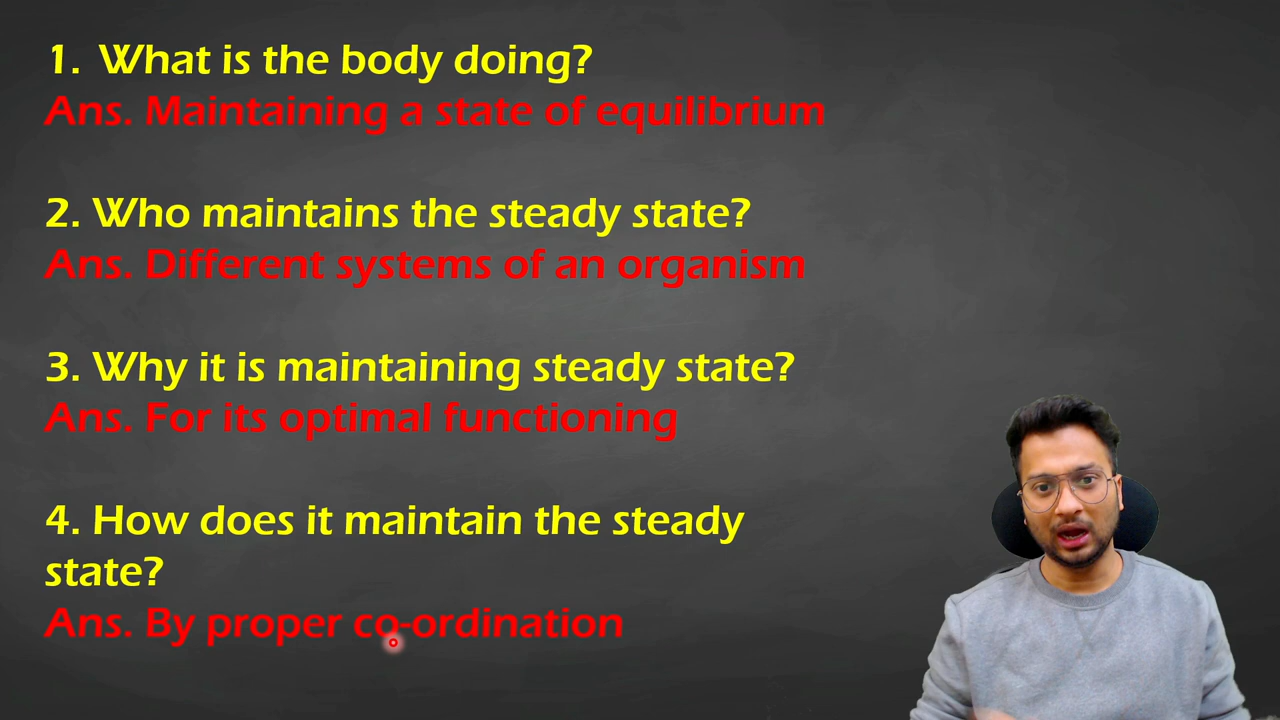 1. What is the body doing?
Ans. Maintaining a state of equilibrium
2. Who maintains the steady state?
Ans. Different systems of an organism
3. Why it is maintaining steady state?
Ans. For its optimal functioning
4. How does it maintain the steady
state?
Ans. By proper co-ordination